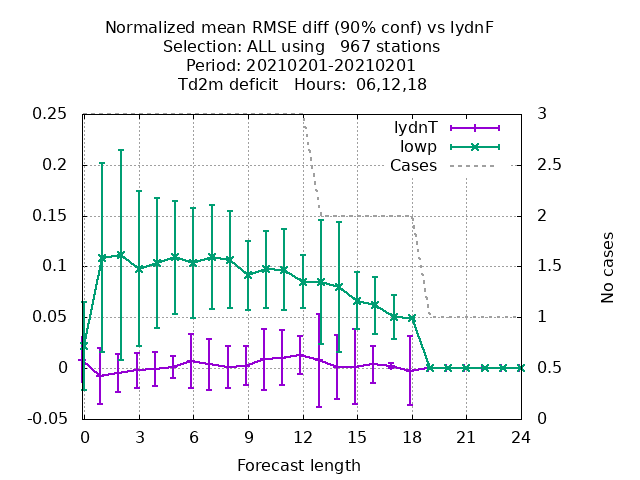 Normalized mean RMSE diff (90% conf) vs lydnF
Selection: ALL using   967 stations
Period: 20210201-20210201
Td2m deficit   Hours:  06,12,18
0.25
0.2
0.15
0.1
0.05
0
-0.05
3
2.5
2
1.5
1
0.5
0
lydnT
lowp
Cases
No cases
0 3 6 9 12 15 18 21 24
Forecast length